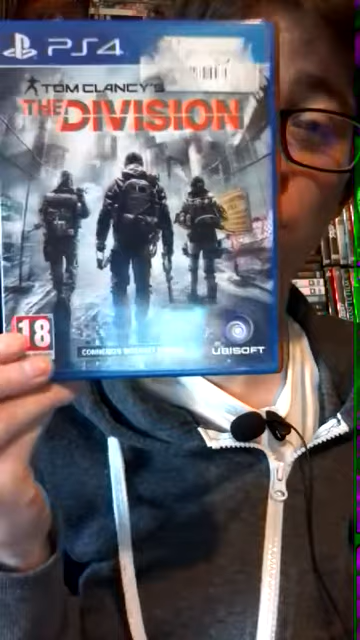 PS4
TOM CLANCY'S
THE DIVISION
18
UBISOFT